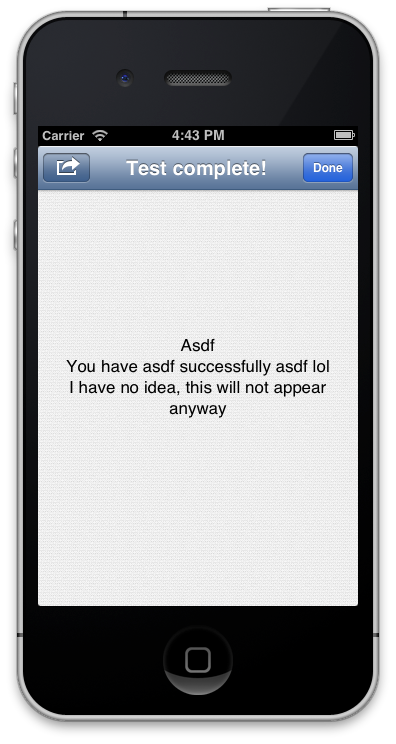 Carrier 4:43 PM
Test complete! Done
Asdf
You have asdf successfully asdf lol
I have no idea, this will not appear
anyway